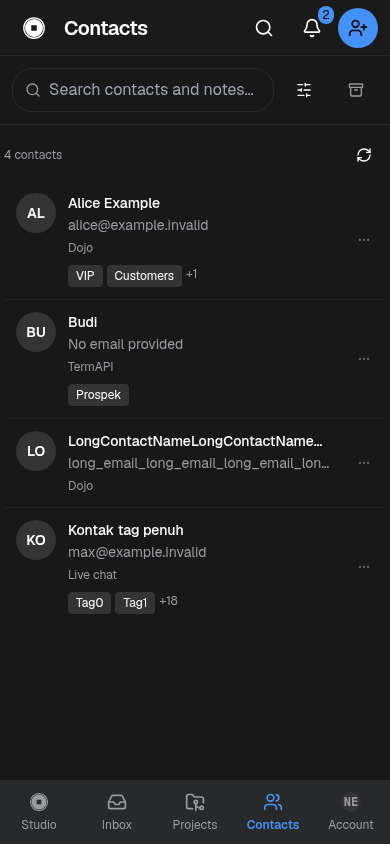 Contacts
2
Search contacts and notes...
4 contacts
AL
Alice Example
alice@example.invalid
Dojo
VIP
Customers
+1
BU
Budi
No email provided
TermAPI
Prospek
LO
LongContactNameLongContactName...
long_email_long_email_long_email_lon...
Dojo
KO
Kontak tag penuh
max@example.invalid
Live chat
Tag0
Tag1
+18
Studio
Inbox
Projects
Contacts
NE
Account